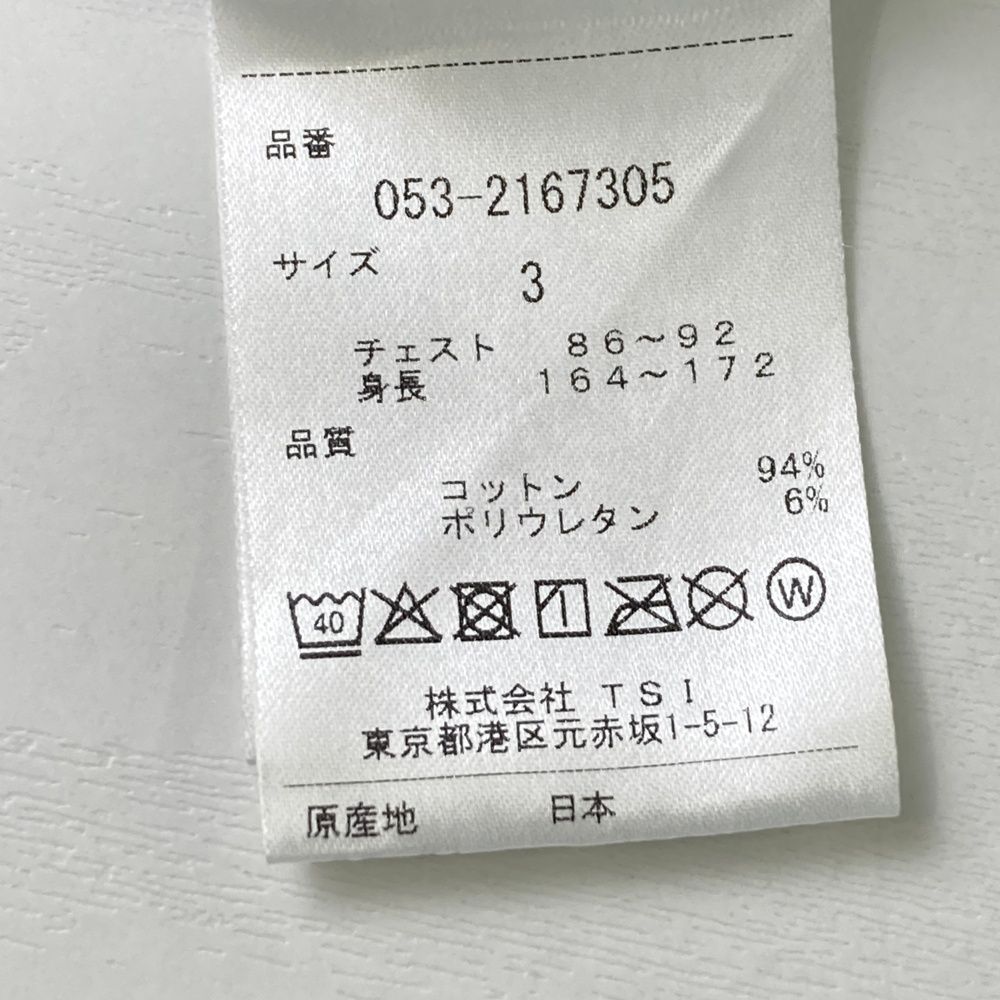 品番
053-2167305
サイズ 3
チェスト 86～92
身長 164～172
品質
コットン 94%
ポリウレタン 6%
40 W
株式会社 TSI
東京都港区元赤坂1-5-12
原産地 日本